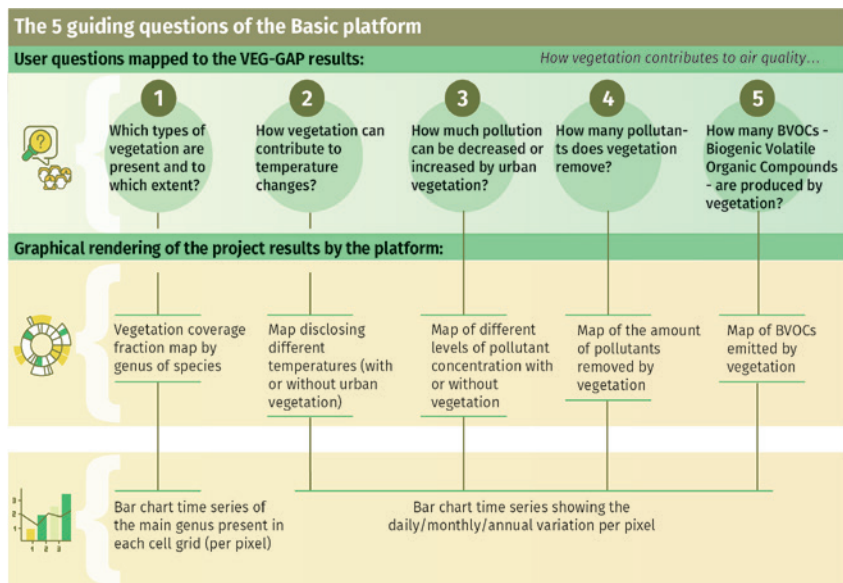 The 5 guiding questions of the Basic platform
User questions mapped to the VEG-GAP results:
How vegetation contributes to air quality...
1
Which types of
vegetation are
present and to
which extent?
2
How vegetation can
contribute to
temperature
changes?
3
How much pollution
can be decreased or
increased by urban
vegetation?
4
How many pollutan-
ts does vegetation
remove?
5
How many BVOCs -
Biogenic Volatile
Organic Compounds
- are produced by
vegetation?
Graphical rendering of the project results by the platform:
Vegetation coverage
fraction map by
genus of species
Map disclosing
different
temperatures (with
or without urban
vegetation)
Map of different
levels of pollutant
concentration with
or without
vegetation
Map of the amount
of pollutants
removed by
vegetation
Map of BVOCs
emitted by
vegetation
3
2
1
1 2 3
Bar chart time series of
the main genus present in
each cell grid (per pixel)
Bar chart time series showing the
daily/monthly/annual variation per pixel